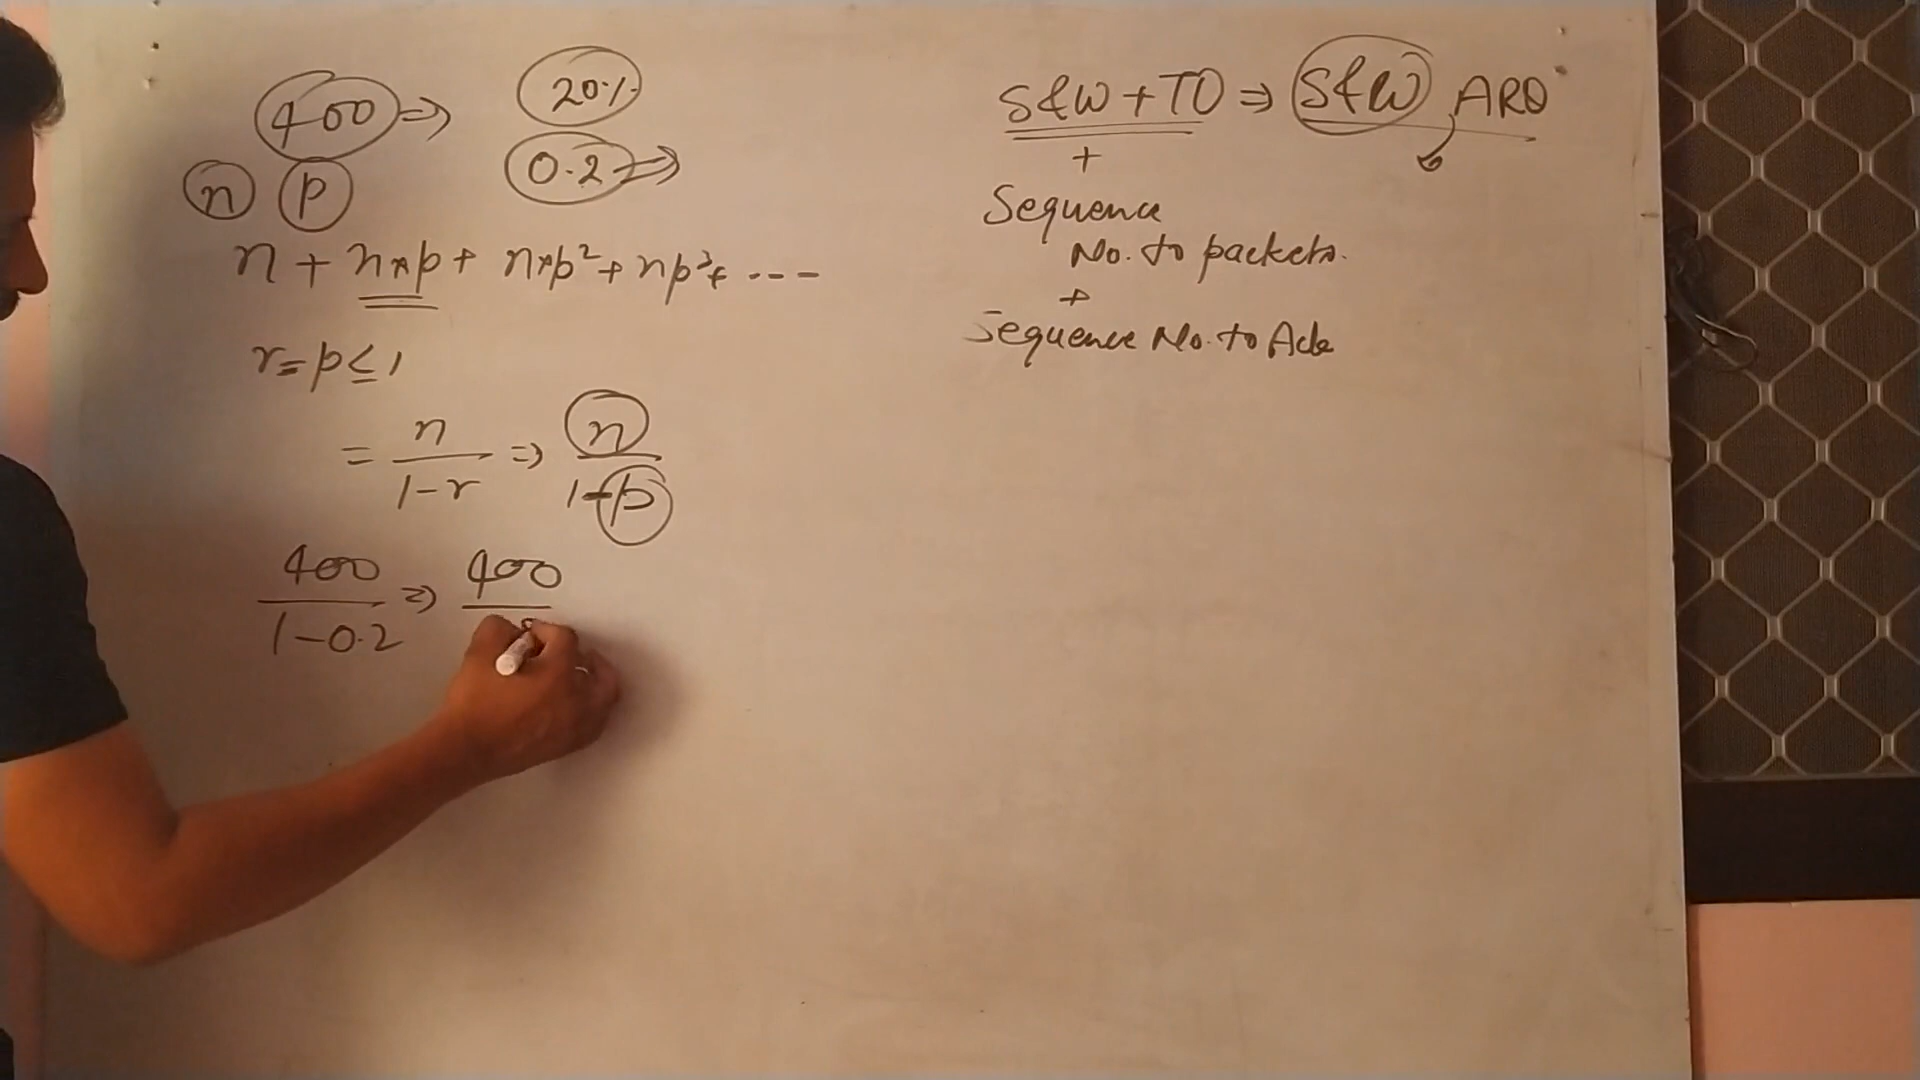 400 ⇒ 20%
0.2 ⇒
n p
n + n*p + n*p² + np³ + ---
r = p ≤ 1
= n/(1-r) ⇒ n/(1-p)
400/(1-0.2) ⇒ 400/
S&W + TO ⇒ S&W ARQ
+
Sequence
No. to packets.
+
Sequence No. to Ack